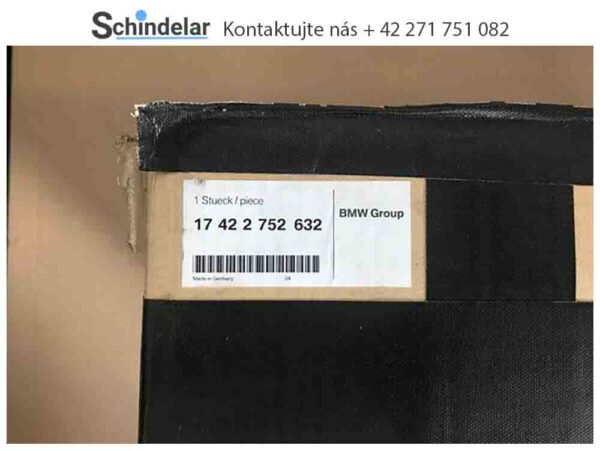 Schindelar Kontaktujte nás + 42 271 751 082
1 Stueck / piece
17 42 2 752 632
BMW Group
Made in Germany 04